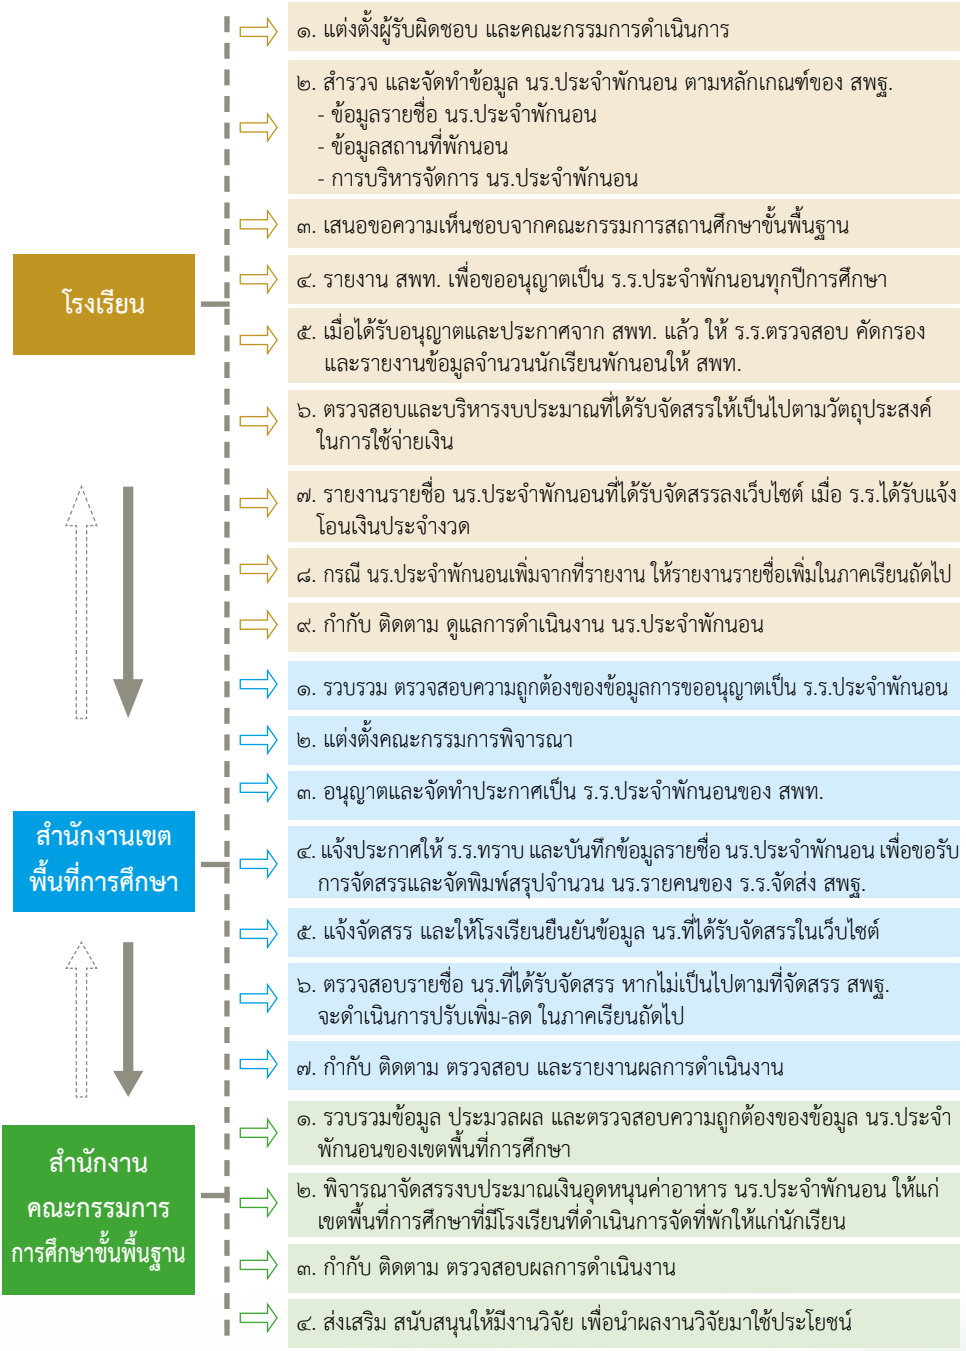 โรงเรียน
๑. แต่งตั้งผู้รับผิดชอบ และคณะกรรมการดำเนินการ
๒. สำรวจ และจัดทำข้อมูล นร.ประจำพักนอน ตามหลักเกณฑ์ของ สพฐ.
- ข้อมูลรายชื่อ นร.ประจำพักนอน
- ข้อมูลสถานที่พักนอน
- การบริหารจัดการ นร.ประจำพักนอน
๓. เสนอขอความเห็นชอบจากคณะกรรมการสถานศึกษาขั้นพื้นฐาน
๔. รายงาน สพท. เพื่อขออนุญาตเป็น ร.ร.ประจำพักนอนทุกปีการศึกษา
๕. เมื่อได้รับอนุญาตและประกาศจาก สพท. แล้ว ให้ ร.ร.ตรวจสอบ คัดกรอง
และรายงานข้อมูลจำนวนนักเรียนพักนอนให้ สพท.
๖. ตรวจสอบและบริหารงบประมาณที่ได้รับจัดสรรให้เป็นไปตามวัตถุประสงค์
ในการใช้จ่ายเงิน
๗. รายงานรายชื่อ นร.ประจำพักนอนที่ได้รับจัดสรรลงเว็บไซต์ เมื่อ ร.ร.ได้รับแจ้ง
โอนเงินประจำงวด
๘. กรณี นร.ประจำพักนอนเพิ่มจากที่รายงาน ให้รายงานรายชื่อเพิ่มในภาคเรียนถัดไป
๙. กำกับ ติดตาม ดูแลการดำเนินงาน นร.ประจำพักนอน
สำนักงานเขต
พื้นที่การศึกษา
๑. รวบรวม ตรวจสอบความถูกต้องของข้อมูลการขออนุญาตเป็น ร.ร.ประจำพักนอน
๒. แต่งตั้งคณะกรรมการพิจารณา
๓. อนุญาตและจัดทำประกาศเป็น ร.ร.ประจำพักนอนของ สพท.
๔. แจ้งประกาศให้ ร.ร.ทราบ และบันทึกข้อมูลรายชื่อ นร.ประจำพักนอน เพื่อขอรับ
การจัดสรรและจัดพิมพ์สรุปจำนวน นร.รายคนของ ร.ร.จัดส่ง สพฐ.
๕. แจ้งจัดสรร และให้โรงเรียนยืนยันข้อมูล นร.ที่ได้รับจัดสรรในเว็บไซต์
๖. ตรวจสอบรายชื่อ นร.ที่ได้รับจัดสรร หากไม่เป็นไปตามที่จัดสรร สพฐ.
จะดำเนินการปรับเพิ่ม-ลด ในภาคเรียนถัดไป
๗. กำกับ ติดตาม ตรวจสอบ และรายงานผลการดำเนินงาน
สำนักงาน
คณะกรรมการ
การศึกษาขั้นพื้นฐาน
๑. รวบรวมข้อมูล ประมวลผล และตรวจสอบความถูกต้องของข้อมูล นร.ประจำ
พักนอนของเขตพื้นที่การศึกษา
๒. พิจารณาจัดสรรงบประมาณเงินอุดหนุนค่าอาหาร นร.ประจำพักนอน ให้แก่
เขตพื้นที่การศึกษาที่มีโรงเรียนที่ดำเนินการจัดที่พักให้แก่นักเรียน
๓. กำกับ ติดตาม ตรวจสอบผลการดำเนินงาน
๔. ส่งเสริม สนับสนุนให้มีงานวิจัย เพื่อนำผลงานวิจัยมาใช้ประโยชน์